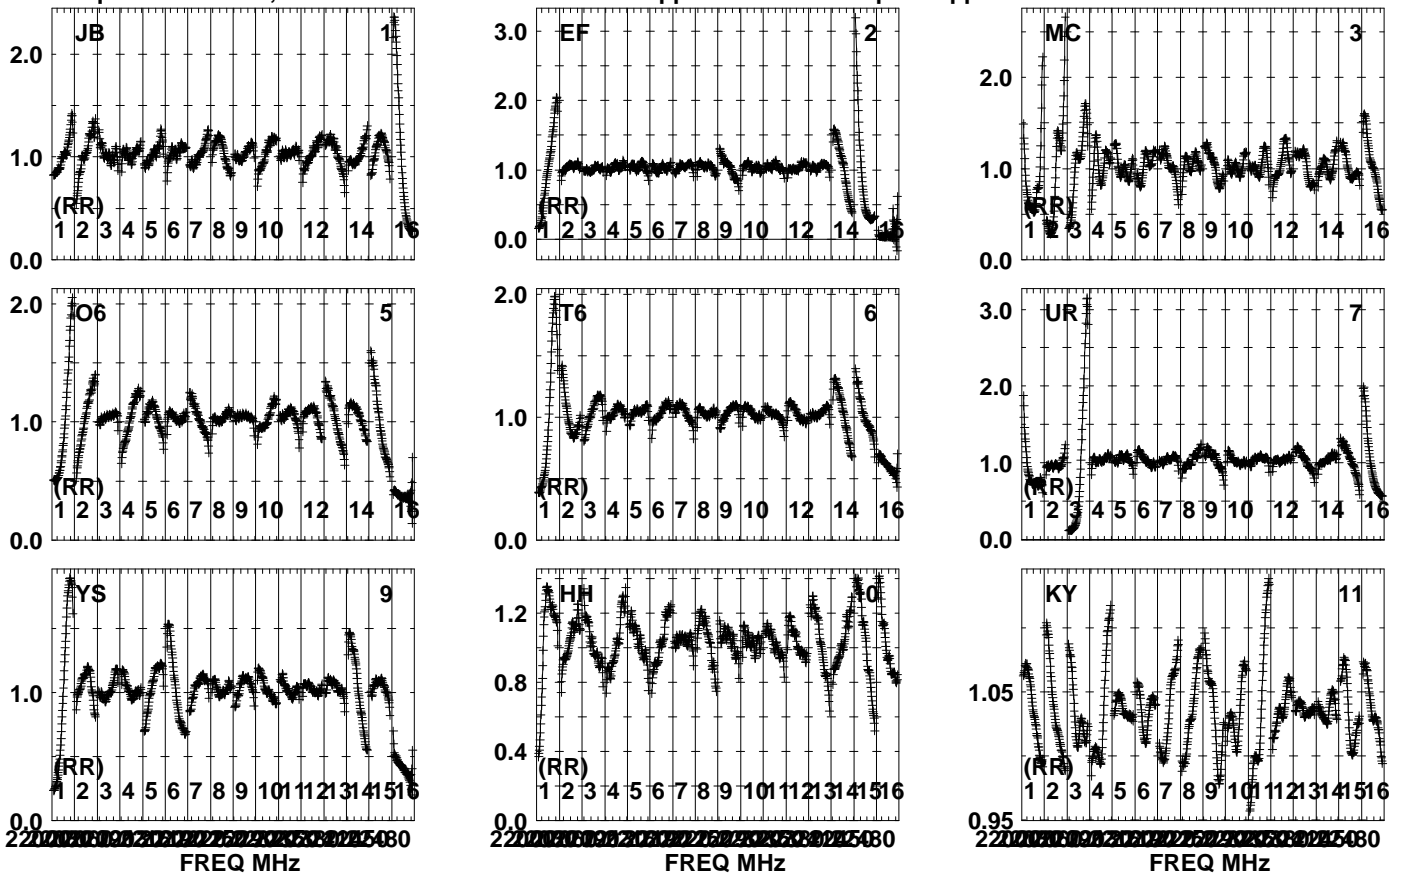 JB 1
2.0
1.0
(RR)
1 2 3 4 5 6 7 8 9 10 12 14 16
0.0
EF 2
3.0
2.0
1.0
(RR)
1 2 3 4 5 6 7 8 9 10 12 14 16
0.0
MC 3
2.0
1.0
(RR)
1 2 3 4 5 6 7 8 9 10 12 14 16
0.0
O6 5
2.0
1.0
(RR)
1 2 3 4 5 6 7 8 9 10 12 14 16
0.0
T6 6
2.0
1.0
(RR)
1 2 3 4 5 6 7 8 9 10 12 14 16
0.0
UR 7
3.0
2.0
1.0
(RR)
1 2 3 4 5 6 7 8 9 10 12 14 16
0.0
YS 9
1.0
(RR)
1 2 3 4 5 6 7 8 9 10 11 12 13 14 15 16
0.0
FREQ MHz
HH 10
1.2
0.8
0.4
(RR)
1 2 3 4 5 6 7 8 9 10 11 12 13 14 15 16
0.0
KY 11
1.05
(RR)
1 2 3 4 5 6 7 8 9 10 11 12 13 14 15 16
0.95
FREQ MHz